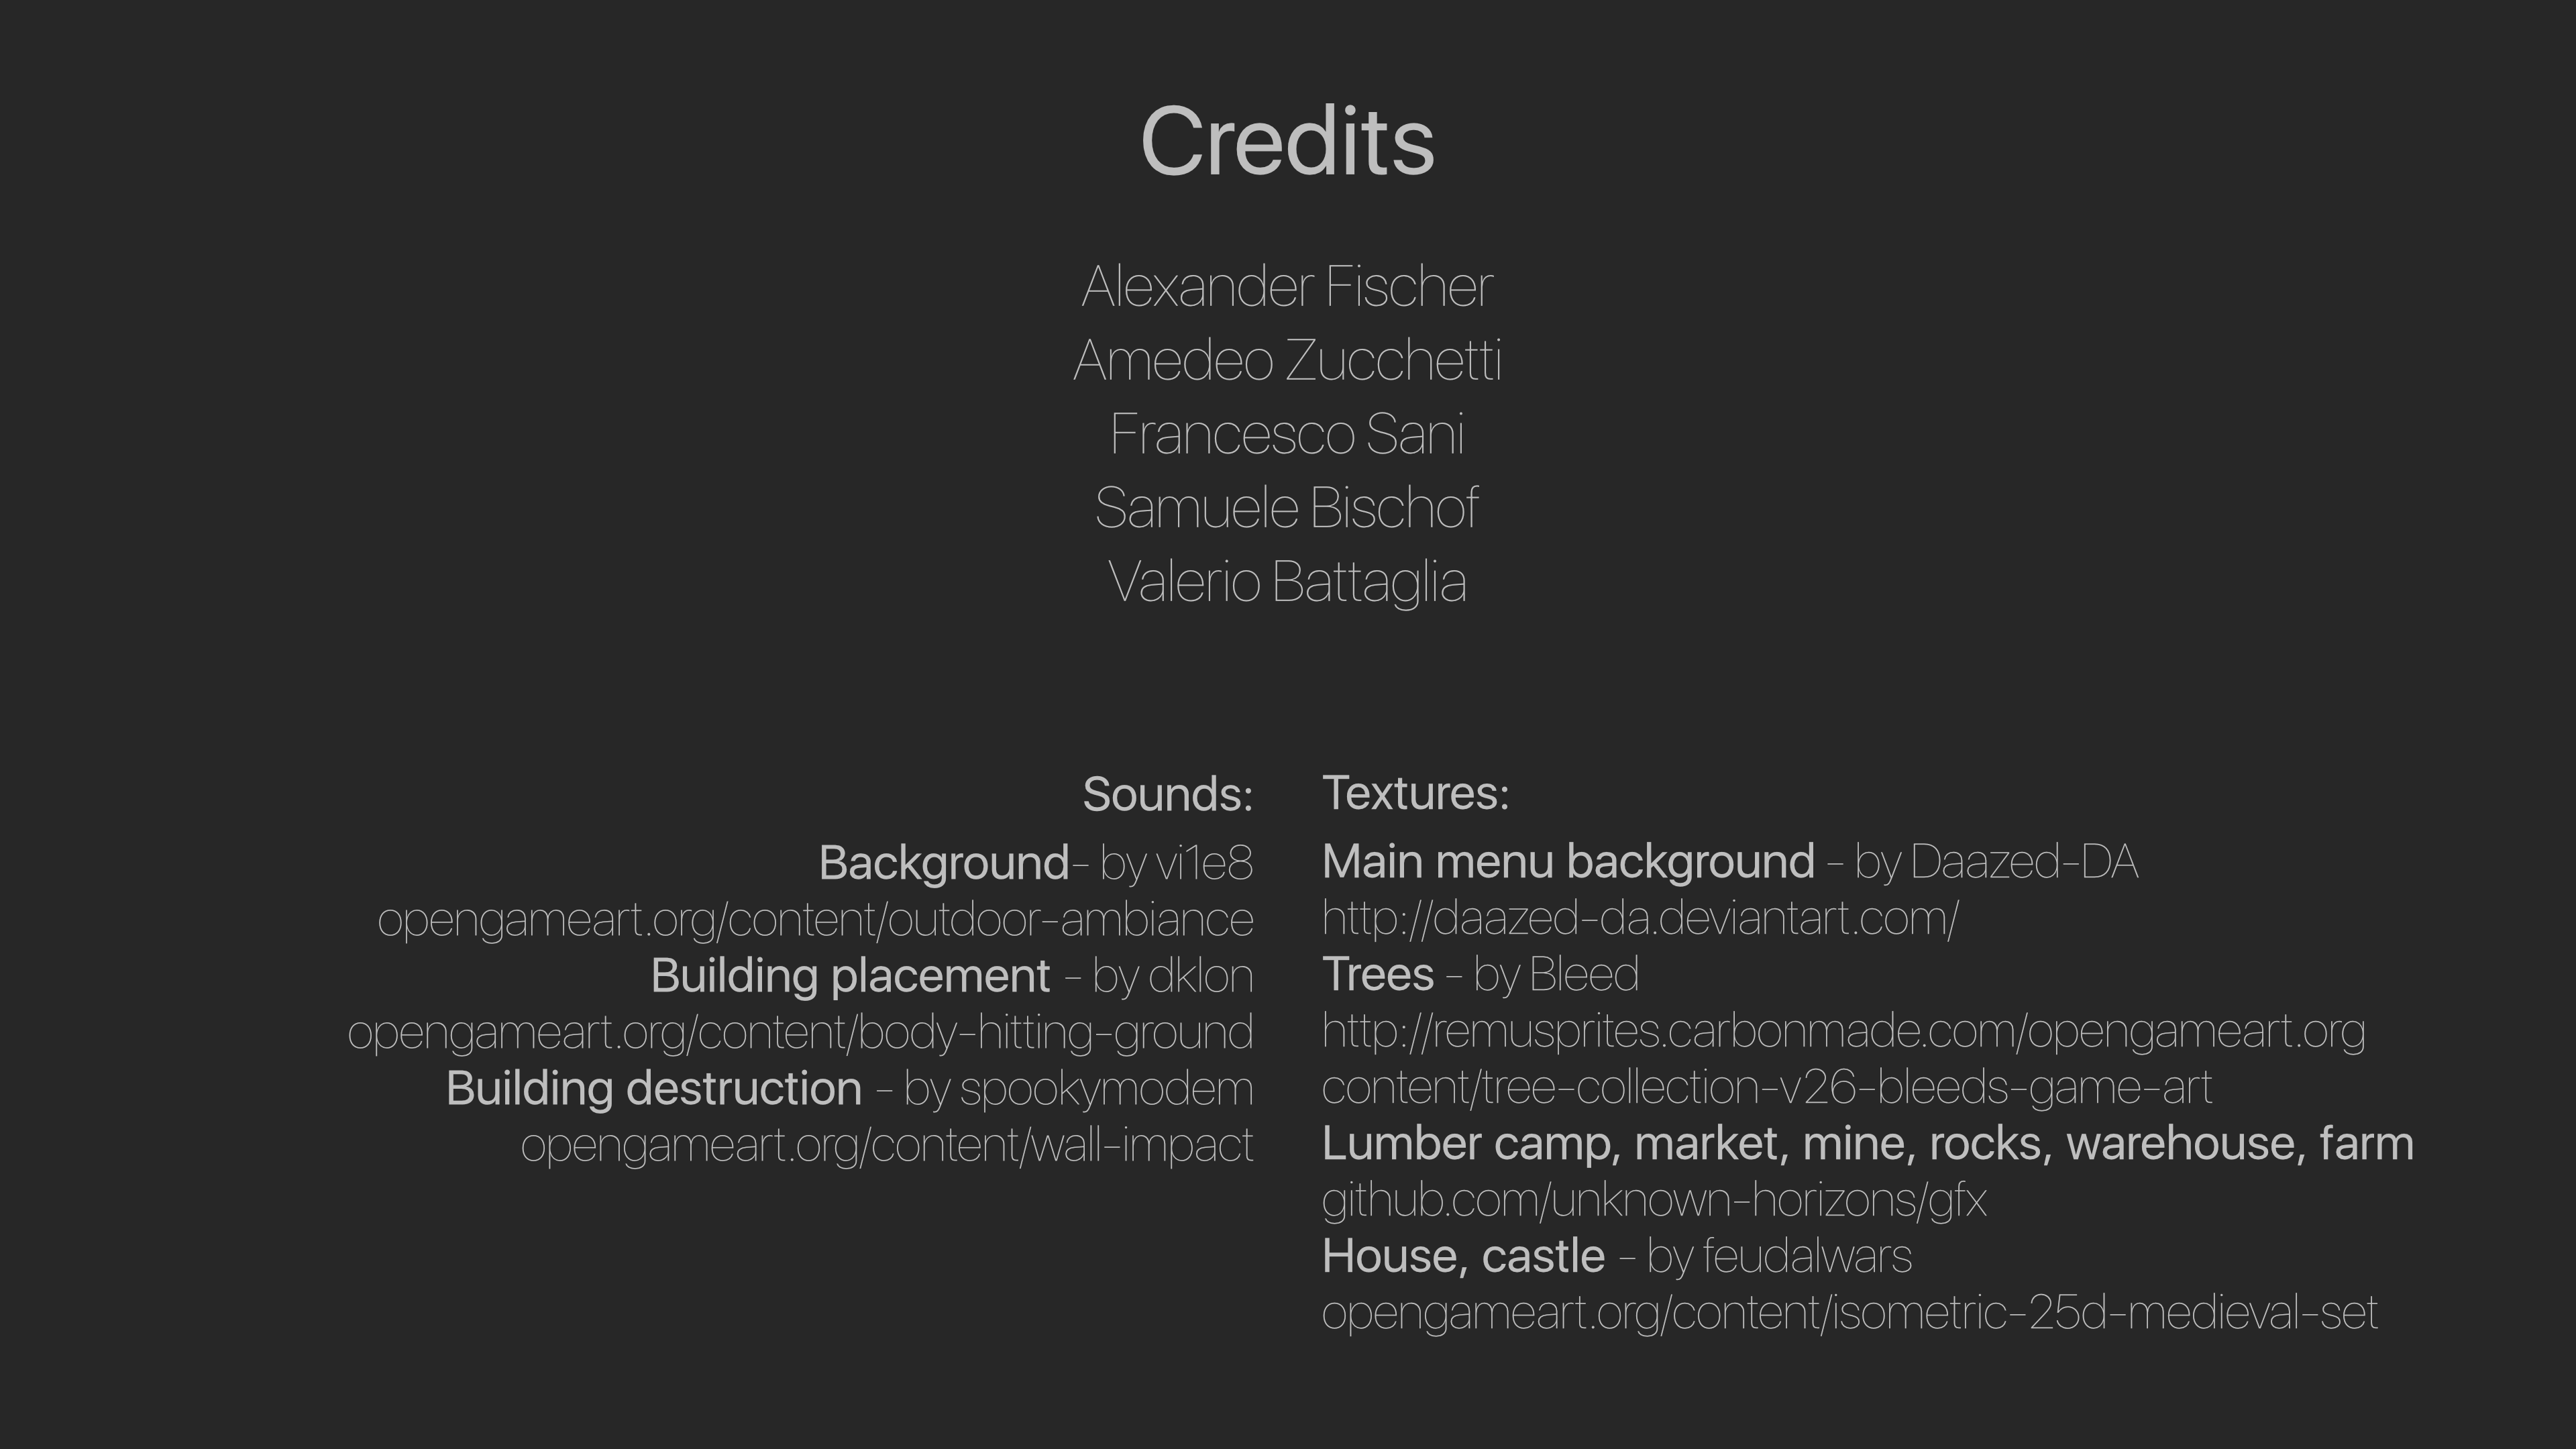 Credits
Alexander Fischer
Amedeo Zucchetti
Francesco Sani
Samuele Bischof
Valerio Battaglia
Sounds:
Background- by vi1e8
opengameart.org/content/outdoor-ambiance
Building placement - by dklon
opengameart.org/content/body-hitting-ground
Building destruction - by spookymodem
opengameart.org/content/wall-impact
Textures:
Main menu background - by Daazed-DA
http://daazed-da.deviantart.com/
Trees - by Bleed
http://remusprites.carbonmade.com/opengameart.org
content/tree-collection-v26-bleeds-game-art
Lumber camp, market, mine, rocks, warehouse, farm
github.com/unknown-horizons/gfx
House, castle - by feudalwars
opengameart.org/content/isometric-25d-medieval-set